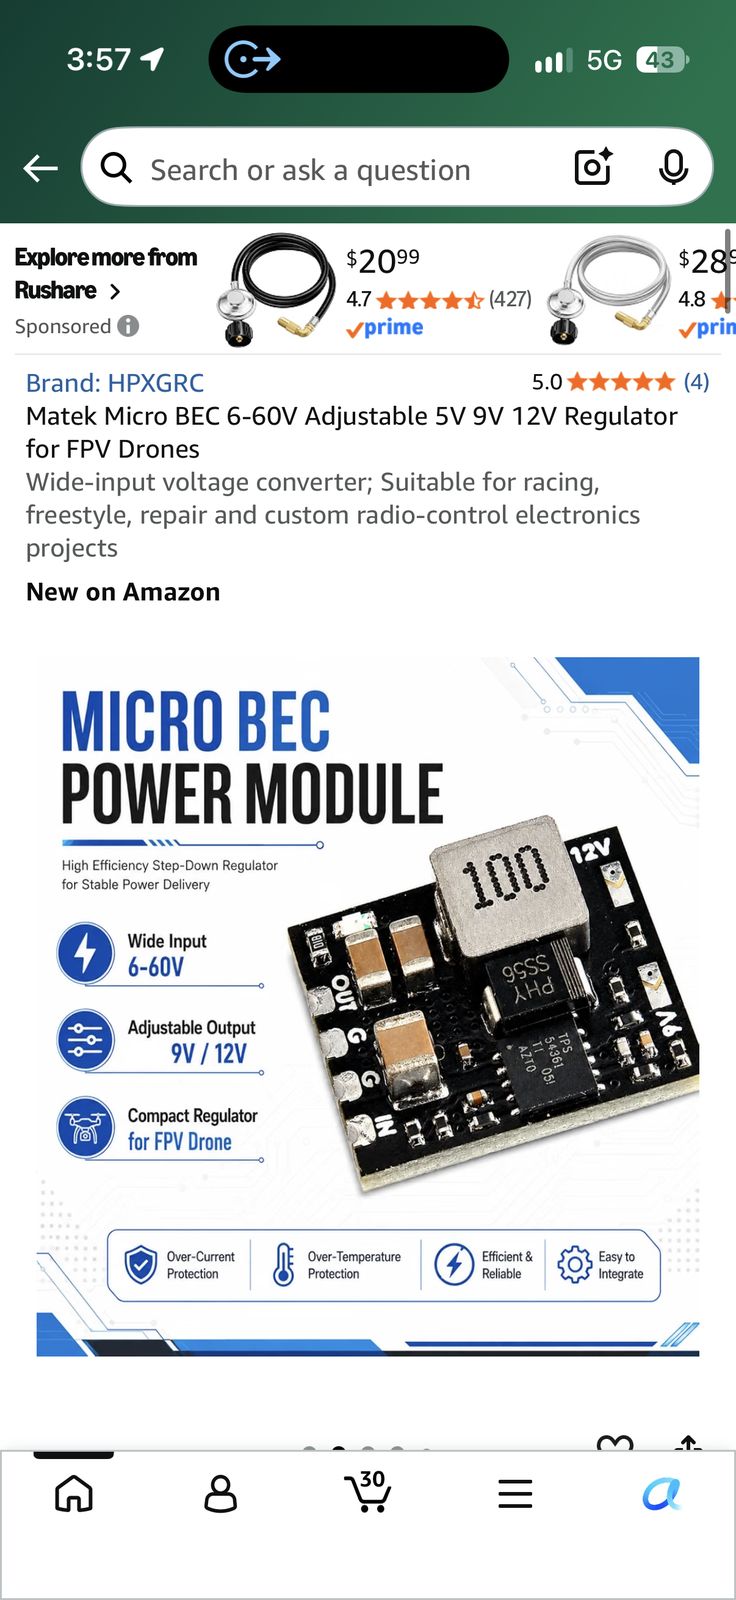 3:57
5G 43
Search or ask a question
Explore more from
Rushare >
Sponsored
$20⁹⁹
4.7 (427)
prime
$28
4.8
Brand: HPXGRC
5.0 (4)
Matek Micro BEC 6-60V Adjustable 5V 9V 12V Regulator
for FPV Drones
Wide-input voltage converter; Suitable for racing,
freestyle, repair and custom radio-control electronics
projects
New on Amazon
MICRO BEC
POWER MODULE
High Efficiency Step-Down Regulator
for Stable Power Delivery
Wide Input
6-60V
Adjustable Output
9V / 12V
Compact Regulator
for FPV Drone
100
12V
OUT
G
G
IN
PHY
SS56
TPS
54361
TI 05I
AZT0
Over-Current
Protection
Over-Temperature
Protection
Efficient &
Reliable
Easy to
Integrate
30